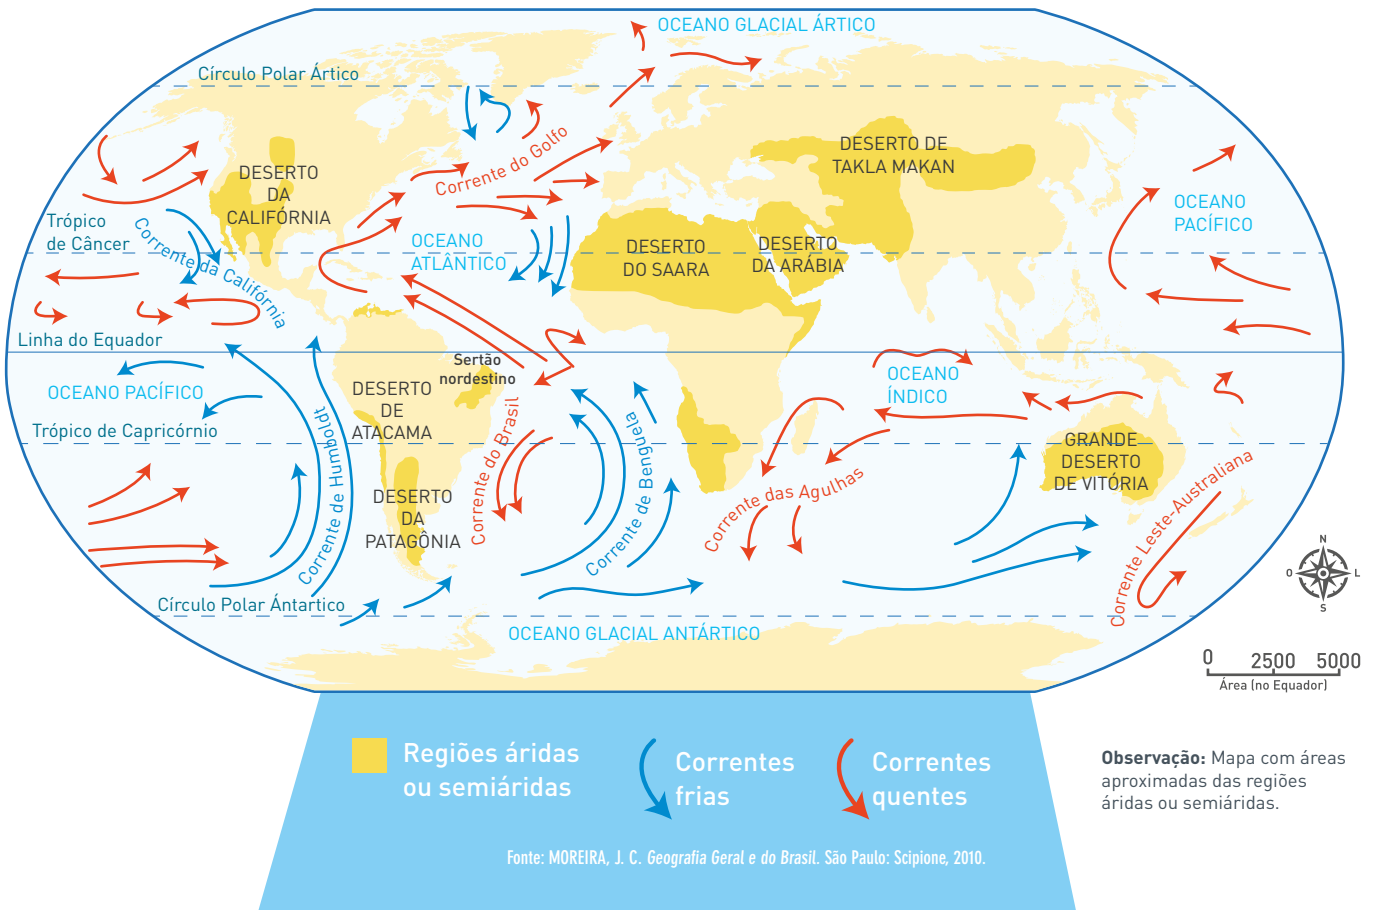 OCEANO GLACIAL ÁRTICO
Círculo Polar Ártico
Corrente do Golfo
DESERTO
DA
CALIFÓRNIA
DESERTO DE
TAKLA MAKAN
Trópico
de Câncer
Corrente da Califórnia
OCEANO
ATLÂNTICO
DESERTO
DO SAARA
DESERTO
DA ARÁBIA
OCEANO
PACÍFICO
Linha do Equador
OCEANO PACÍFICO
Sertão
nordestino
DESERTO
DE
ATACAMA
OCEANO
ÍNDICO
Trópico de Capricórnio
Corrente de Humboldt
Corrente do Brasil
Corrente de Benguela
Corrente das Agulhas
GRANDE
DESERTO
DE VITÓRIA
Corrente Leste-Australiana
DESERTO
DA
PATAGÔNIA
Círculo Polar Ántartico
OCEANO GLACIAL ANTÁRTICO
N
O
L
S
0 2500 5000
Área (no Equador)
Regiões áridas
ou semiáridas
Correntes
frias
Correntes
quentes
Observação: Mapa com áreas
aproximadas das regiões
áridas ou semiáridas.
Fonte: MOREIRA, J. C. Geografia Geral e do Brasil. São Paulo: Scipione, 2010.